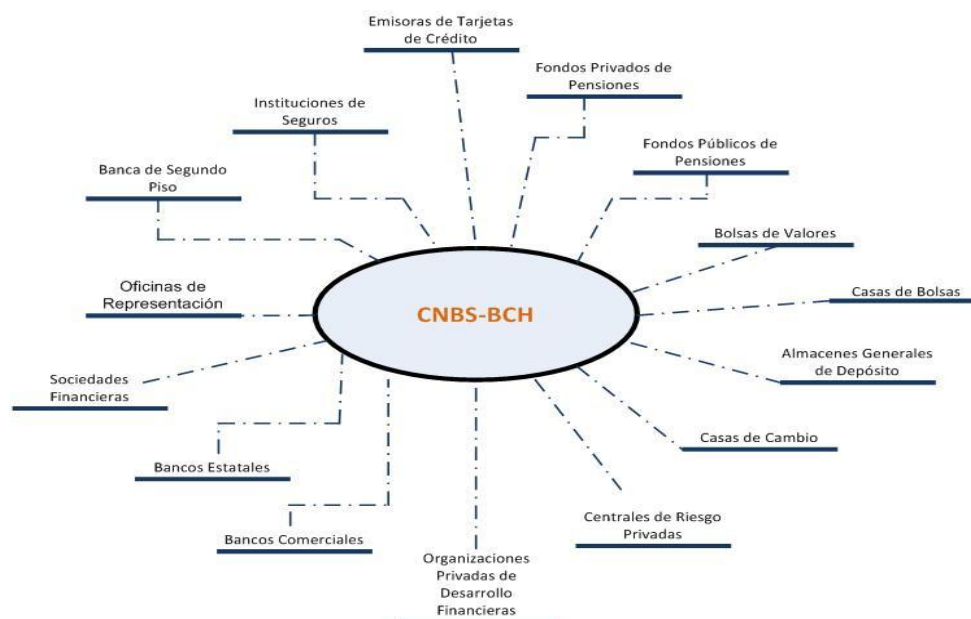 Emisoras de Tarjetas
de Crédito
Fondos Privados de
Pensiones
Instituciones de
Seguros
Fondos Públicos de
Pensiones
Banca de Segundo
Piso
Bolsas de Valores
Oficinas de
Representación
Casas de Bolsas
CNBS-BCH
Almacenes Generales
de Depósito
Sociedades
Financieras
Casas de Cambio
Bancos Estatales
Centrales de Riesgo
Privadas
Bancos Comerciales
Organizaciones
Privadas de
Desarrollo
Financieras